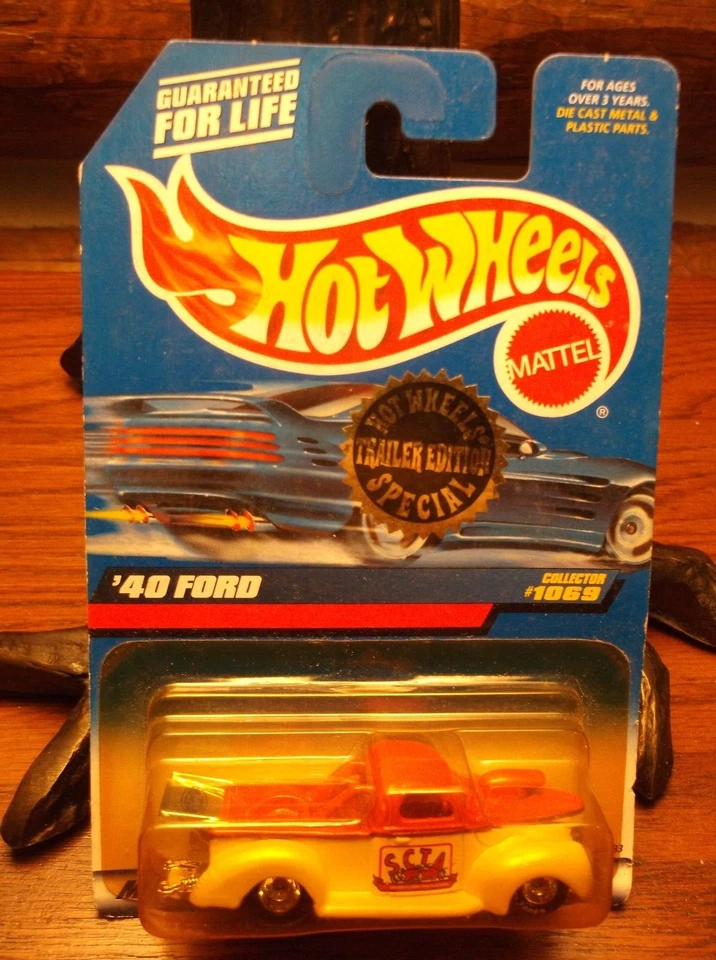 GUARANTEED
FOR LIFE
FOR AGES
OVER 3 YEARS.
DIE CAST METAL &
PLASTIC PARTS.
HOT WHEELS
MATTEL
®
HOT WHEELS®
TRAILER EDITION
SPECIAL
'40 FORD
COLLECTOR
#1069
S.C.T.A